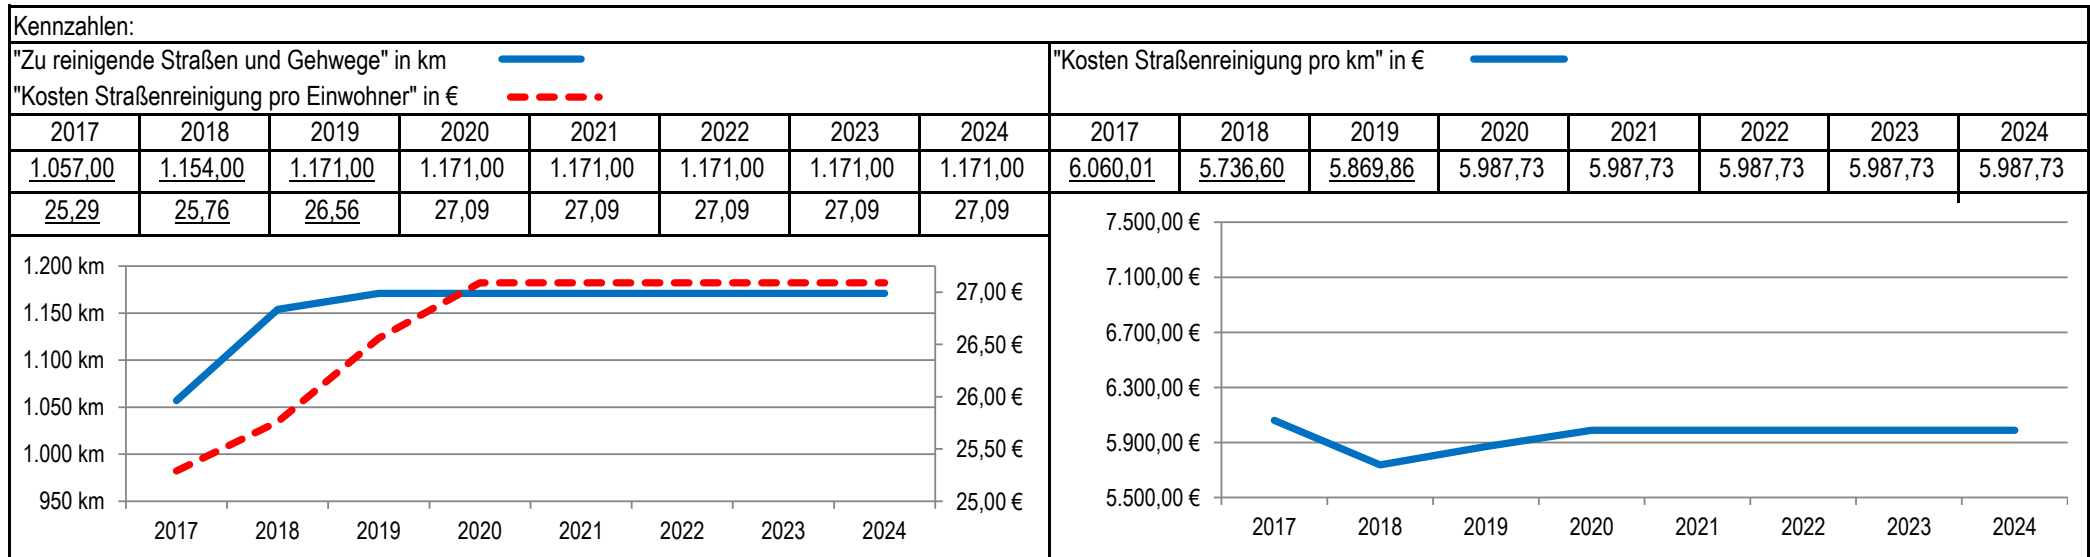 Kennzahlen:
"Zu reinigende Straßen und Gehwege" in km
"Kosten Straßenreinigung pro Einwohner" in €
2017 2018 2019 2020 2021 2022 2023 2024
1.057,00 1.154,00 1.171,00 1.171,00 1.171,00 1.171,00 1.171,00 1.171,00
25,29 25,76 26,56 27,09 27,09 27,09 27,09 27,09
1.200 km
1.150 km
1.100 km
1.050 km
1.000 km
950 km
27,00 €
26,50 €
26,00 €
25,50 €
25,00 €
2017 2018 2019 2020 2021 2022 2023 2024
"Kosten Straßenreinigung pro km" in €
2017 2018 2019 2020 2021 2022 2023 2024
6.060,01 5.736,60 5.869,86 5.987,73 5.987,73 5.987,73 5.987,73 5.987,73
7.500,00 €
7.100,00 €
6.700,00 €
6.300,00 €
5.900,00 €
5.500,00 €
2017 2018 2019 2020 2021 2022 2023 2024